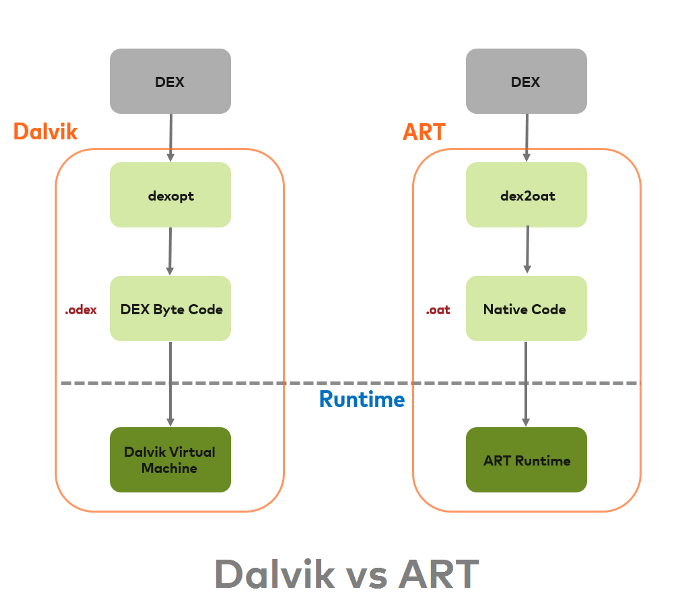 DEX
DEX
Dalvik
ART
dexopt
dex2oat
.odex
DEX Byte Code
.oat
Native Code
Runtime
Dalvik Virtual
Machine
ART Runtime
Dalvik vs ART